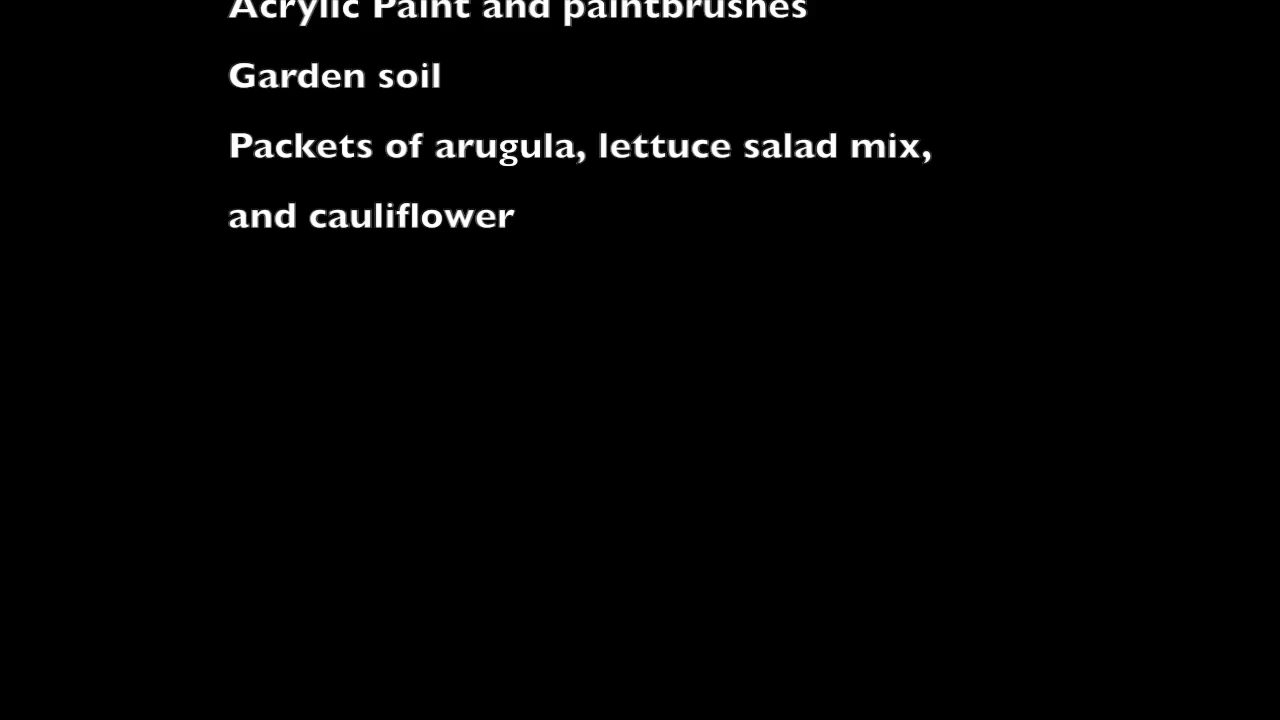 Acrylic Paint and paintbrushes
Garden soil
Packets of arugula, lettuce salad mix,
and cauliflower